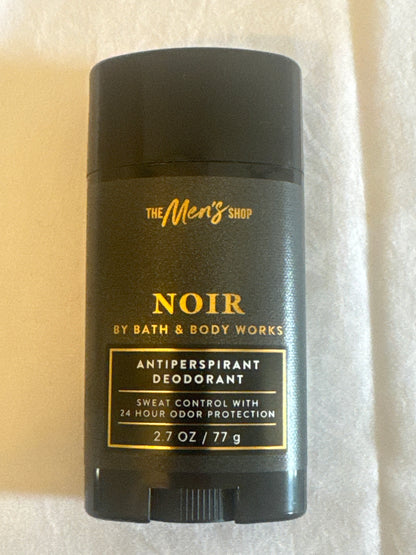 THE Men's SHOP
NOIR
BY BATH & BODY WORKS
ANTIPERSPIRANT
DEODORANT
SWEAT CONTROL WITH
24 HOUR ODOR PROTECTION
2.7 OZ / 77 g